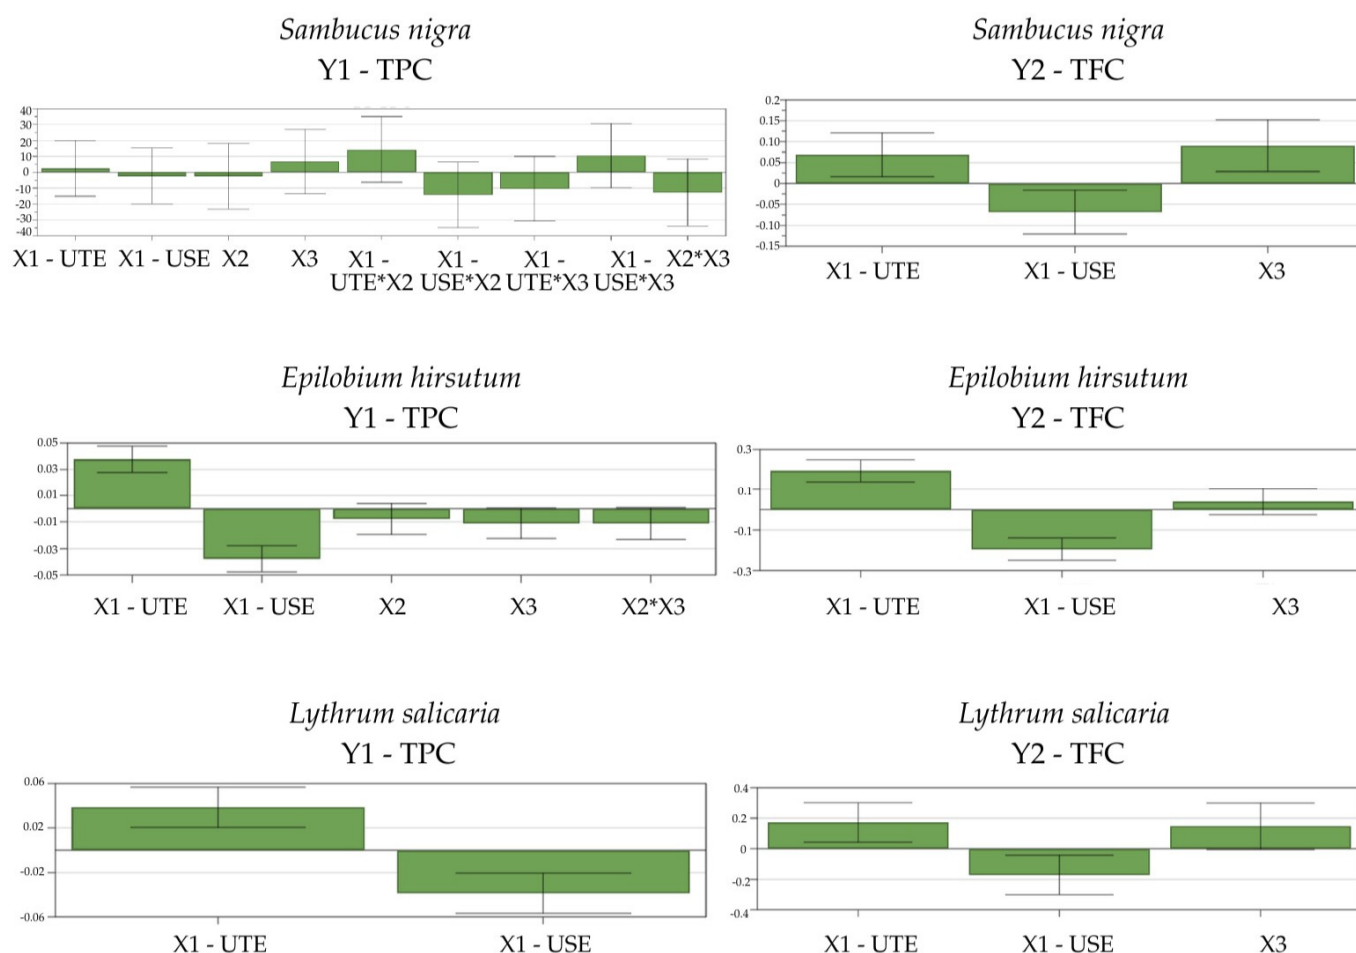 Sambucus nigra
Y1 - TPC
40
30
20
10
0
-10
-20
-30
-40
X1 - UTE X1 - USE X2 X3 X1 - X1 - X1 - X1 - X2*X3
UTE*X2 USE*X2 UTE*X3 USE*X3
Sambucus nigra
Y2 - TFC
0.2
0.15
0.10
0.05
0
-0.05
-0.10
-0.15
X1 - UTE X1 - USE X3
Epilobium hirsutum
Y1 - TPC
0.05
0.03
0.01
-0.01
-0.03
-0.05
X1 - UTE X1 - USE X2 X3 X2*X3
Epilobium hirsutum
Y2 - TFC
0.3
0.1
-0.1
-0.3
X1 - UTE X1 - USE X3
Lythrum salicaria
Y1 - TPC
0.06
0.02
-0.02
-0.06
X1 - UTE X1 - USE
Lythrum salicaria
Y2 - TFC
0.4
0.2
0
-0.2
-0.4
X1 - UTE X1 - USE X3